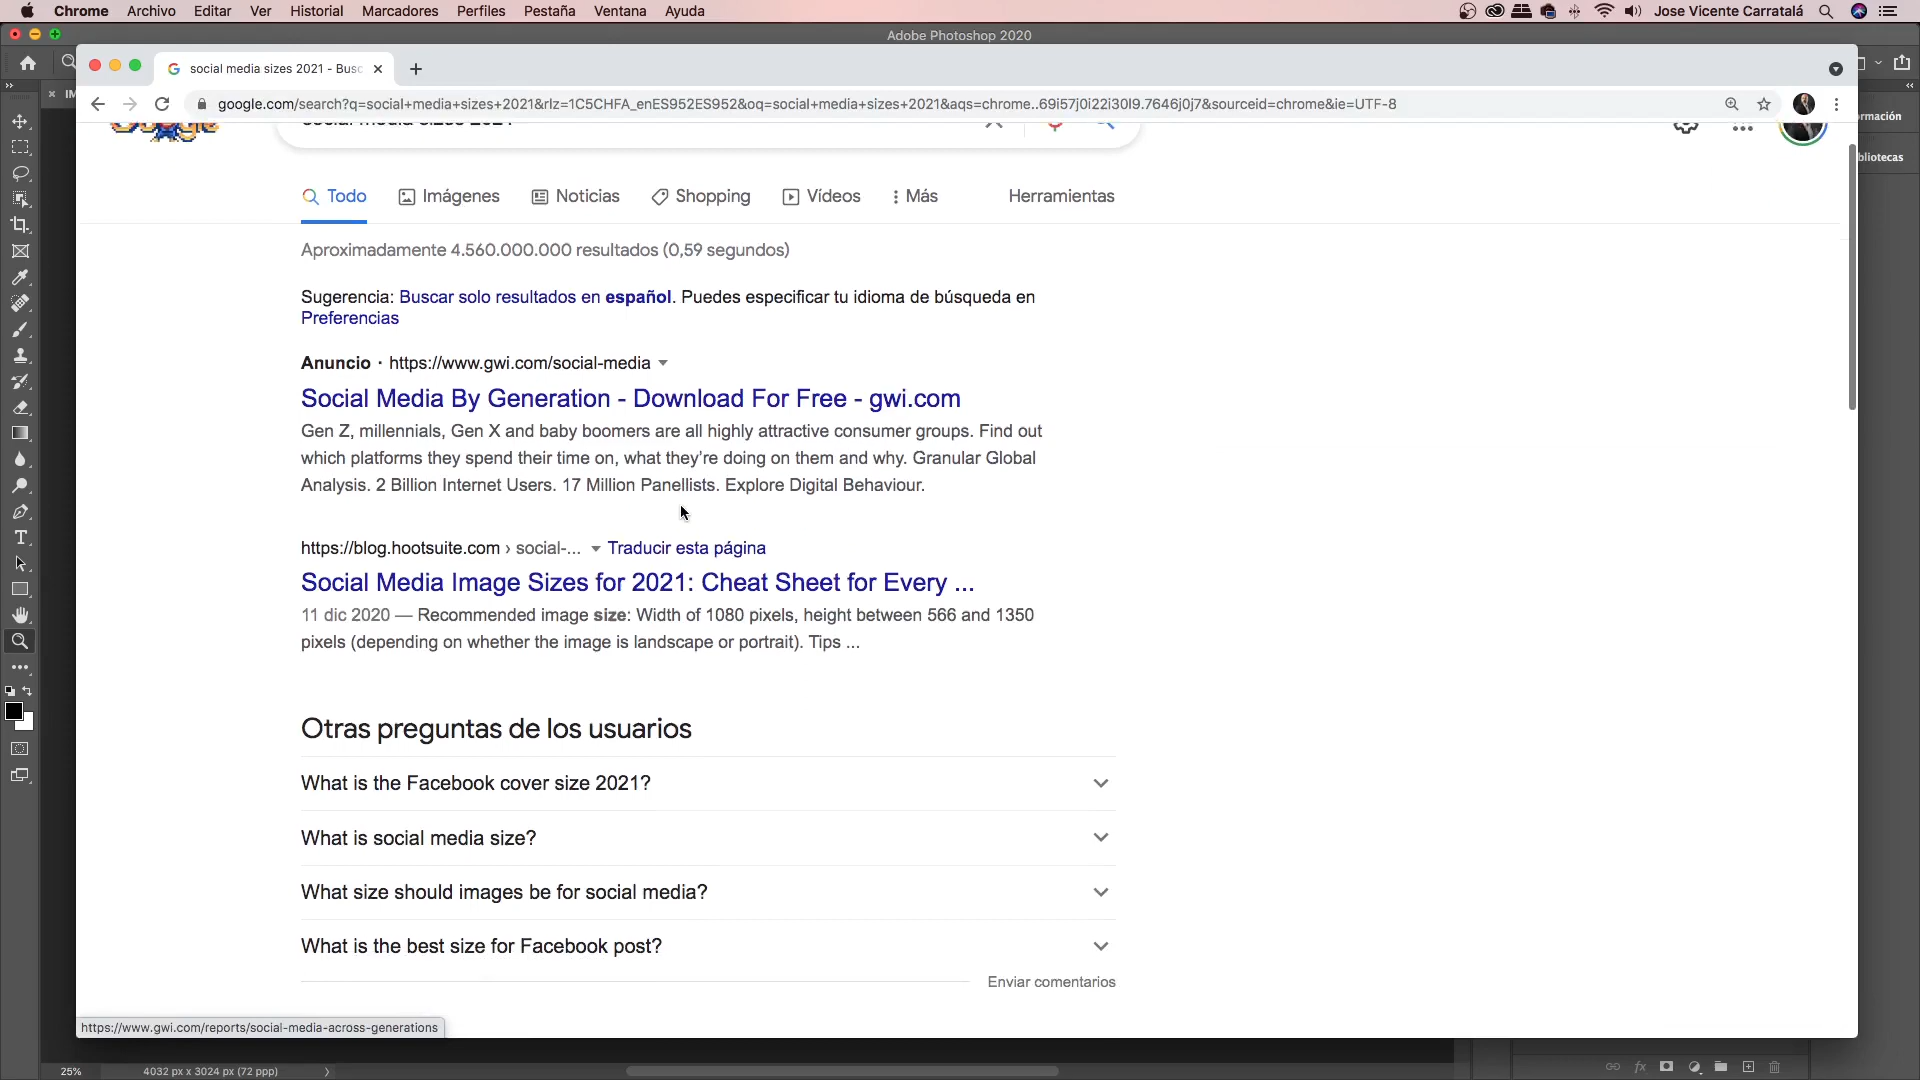 Chrome Archivo Editar Ver Historial Marcadores Perfiles Pestaña Ventana Ayuda Jose Vicente Carratalá
Adobe Photoshop 2020
social media sizes 2021 - Busc
google.com/search?q=social+media+sizes+2021&rlz=1C5CHFA_enES952ES952&oq=social+media+sizes+2021&aqs=chrome..69i57j0i22i30l9.7646j0j7&sourceid=chrome&ie=UTF-8
rmación
bliotecas
social media sizes 2021
Todo Imágenes Noticias Shopping Vídeos Más Herramientas
Aproximadamente 4.560.000.000 resultados (0,59 segundos)
Sugerencia: Buscar solo resultados en español. Puedes especificar tu idioma de búsqueda en
Preferencias
Anuncio · https://www.gwi.com/social-media
Social Media By Generation - Download For Free - gwi.com
Gen Z, millennials, Gen X and baby boomers are all highly attractive consumer groups. Find out
which platforms they spend their time on, what they're doing on them and why. Granular Global
Analysis. 2 Billion Internet Users. 17 Million Panellists. Explore Digital Behaviour.
https://blog.hootsuite.com › social-... Traducir esta página
Social Media Image Sizes for 2021: Cheat Sheet for Every ...
11 dic 2020 — Recommended image size: Width of 1080 pixels, height between 566 and 1350
pixels (depending on whether the image is landscape or portrait). Tips ...
Otras preguntas de los usuarios
What is the Facebook cover size 2021?
What is social media size?
What size should images be for social media?
What is the best size for Facebook post?
Enviar comentarios
https://www.gwi.com/reports/social-media-across-generations
25% 4032 px x 3024 px (72 ppp)